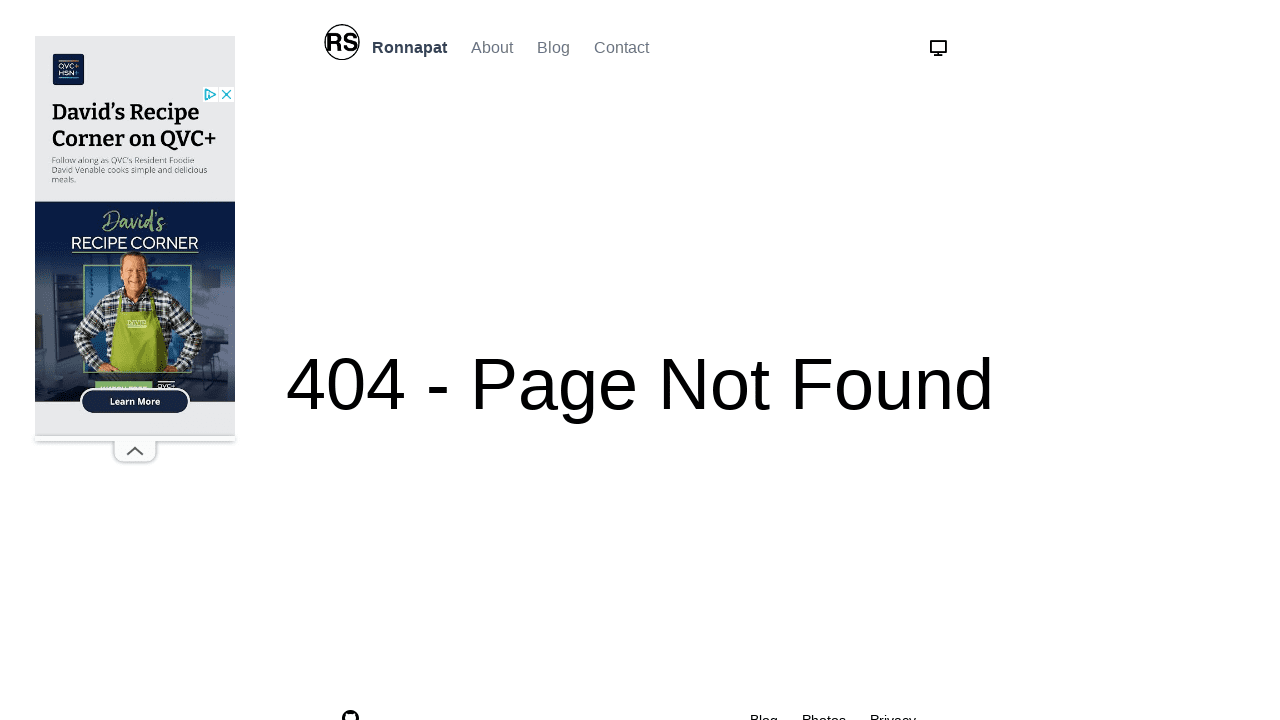 RS
Ronnapat
About
Blog
Contact
QVC+
HSN+
David's Recipe
Corner on QVC+
Follow along as QVC's Resident Foodie
David Venable cooks simple and delicious
meals.
David's
RECIPE CORNER
Learn More
404 - Page Not Found
Blog
Photos
Privacy